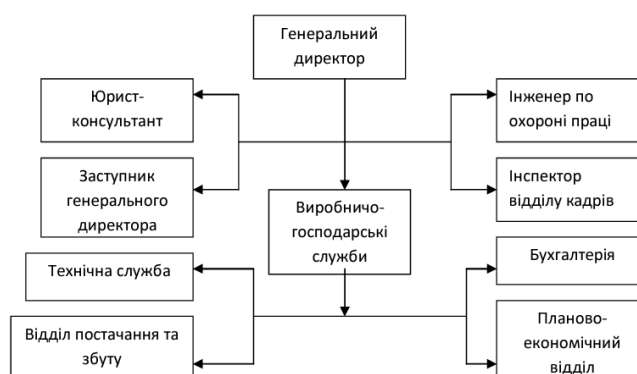 Генеральний
директор
Юрист-
консультант
Інженер по
охороні праці
Заступник
генерального
директора
Інспектор
відділу кадрів
Виробничо-
господарські
служби
Технічна служба
Бухгалтерія
Відділ постачання та
збуту
Планово-
економічний
відділ